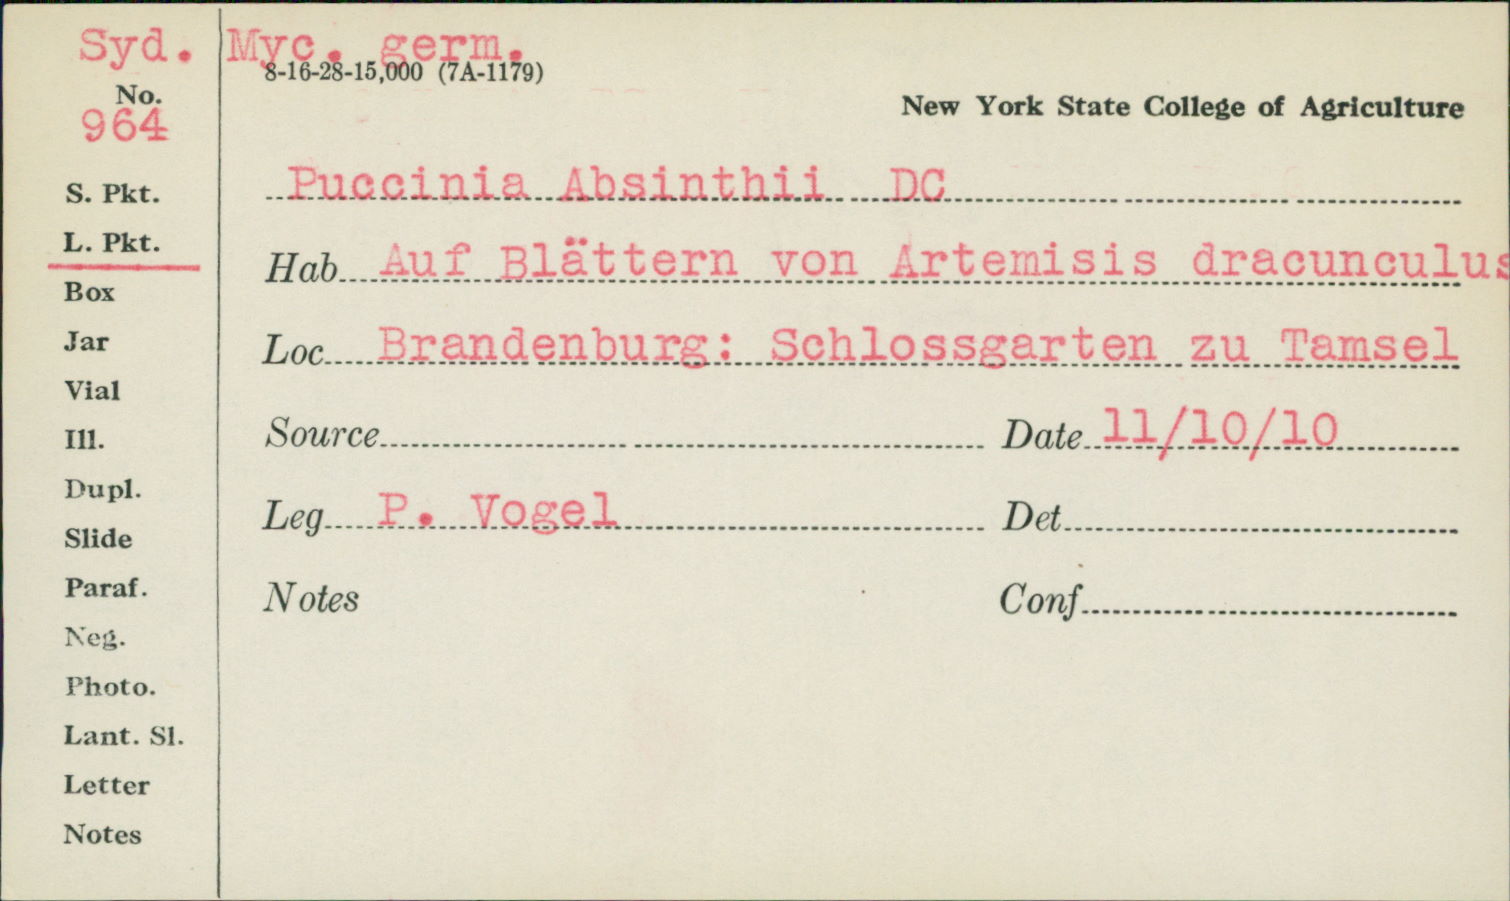 Syd. Myc. germ.
8-16-28-15,000 (7A-1179)
No.
964
New York State College of Agriculture
S. Pkt.
Puccinia Absinthii DC
L. Pkt.
Hab Auf Blättern von Artemisis dracunculus
Box
Jar
Loc Brandenburg: Schlossgarten zu Tamsel
Vial
Ill.
Source Date 11/10/10
Dupl.
Leg P. Vogel Det
Slide
Paraf.
Notes Conf
Neg.
Photo.
Lant. Sl.
Letter
Notes